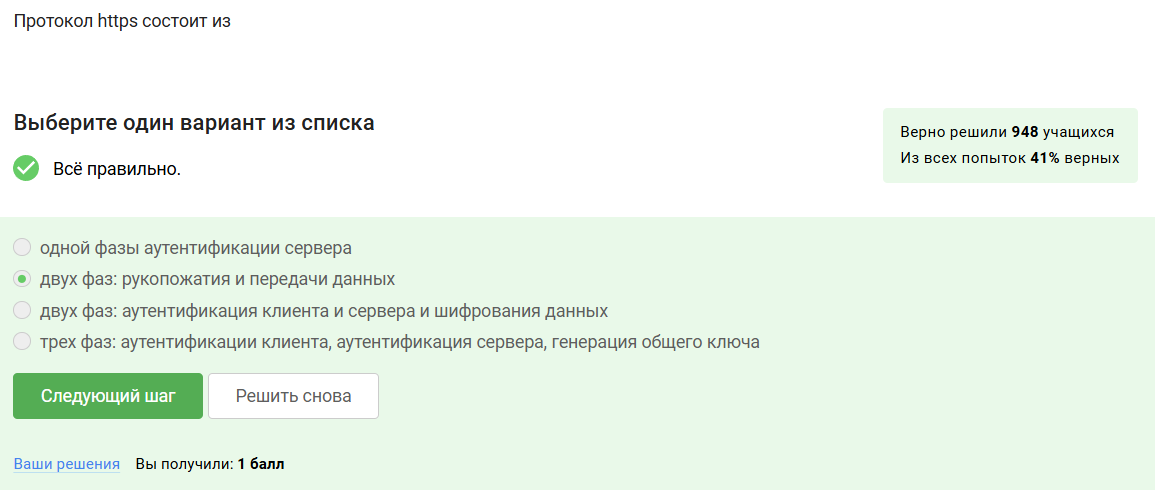 Протокол https состоит из
Выберите один вариант из списка
Всё правильно.
Верно решили 948 учащихся
Из всех попыток 41% верных
одной фазы аутентификации сервера
двух фаз: рукопожатия и передачи данных
двух фаз: аутентификация клиента и сервера и шифрования данных
трех фаз: аутентификации клиента, аутентификация сервера, генерация общего ключа
Следующий шаг
Решить снова
Ваши решения Вы получили: 1 балл